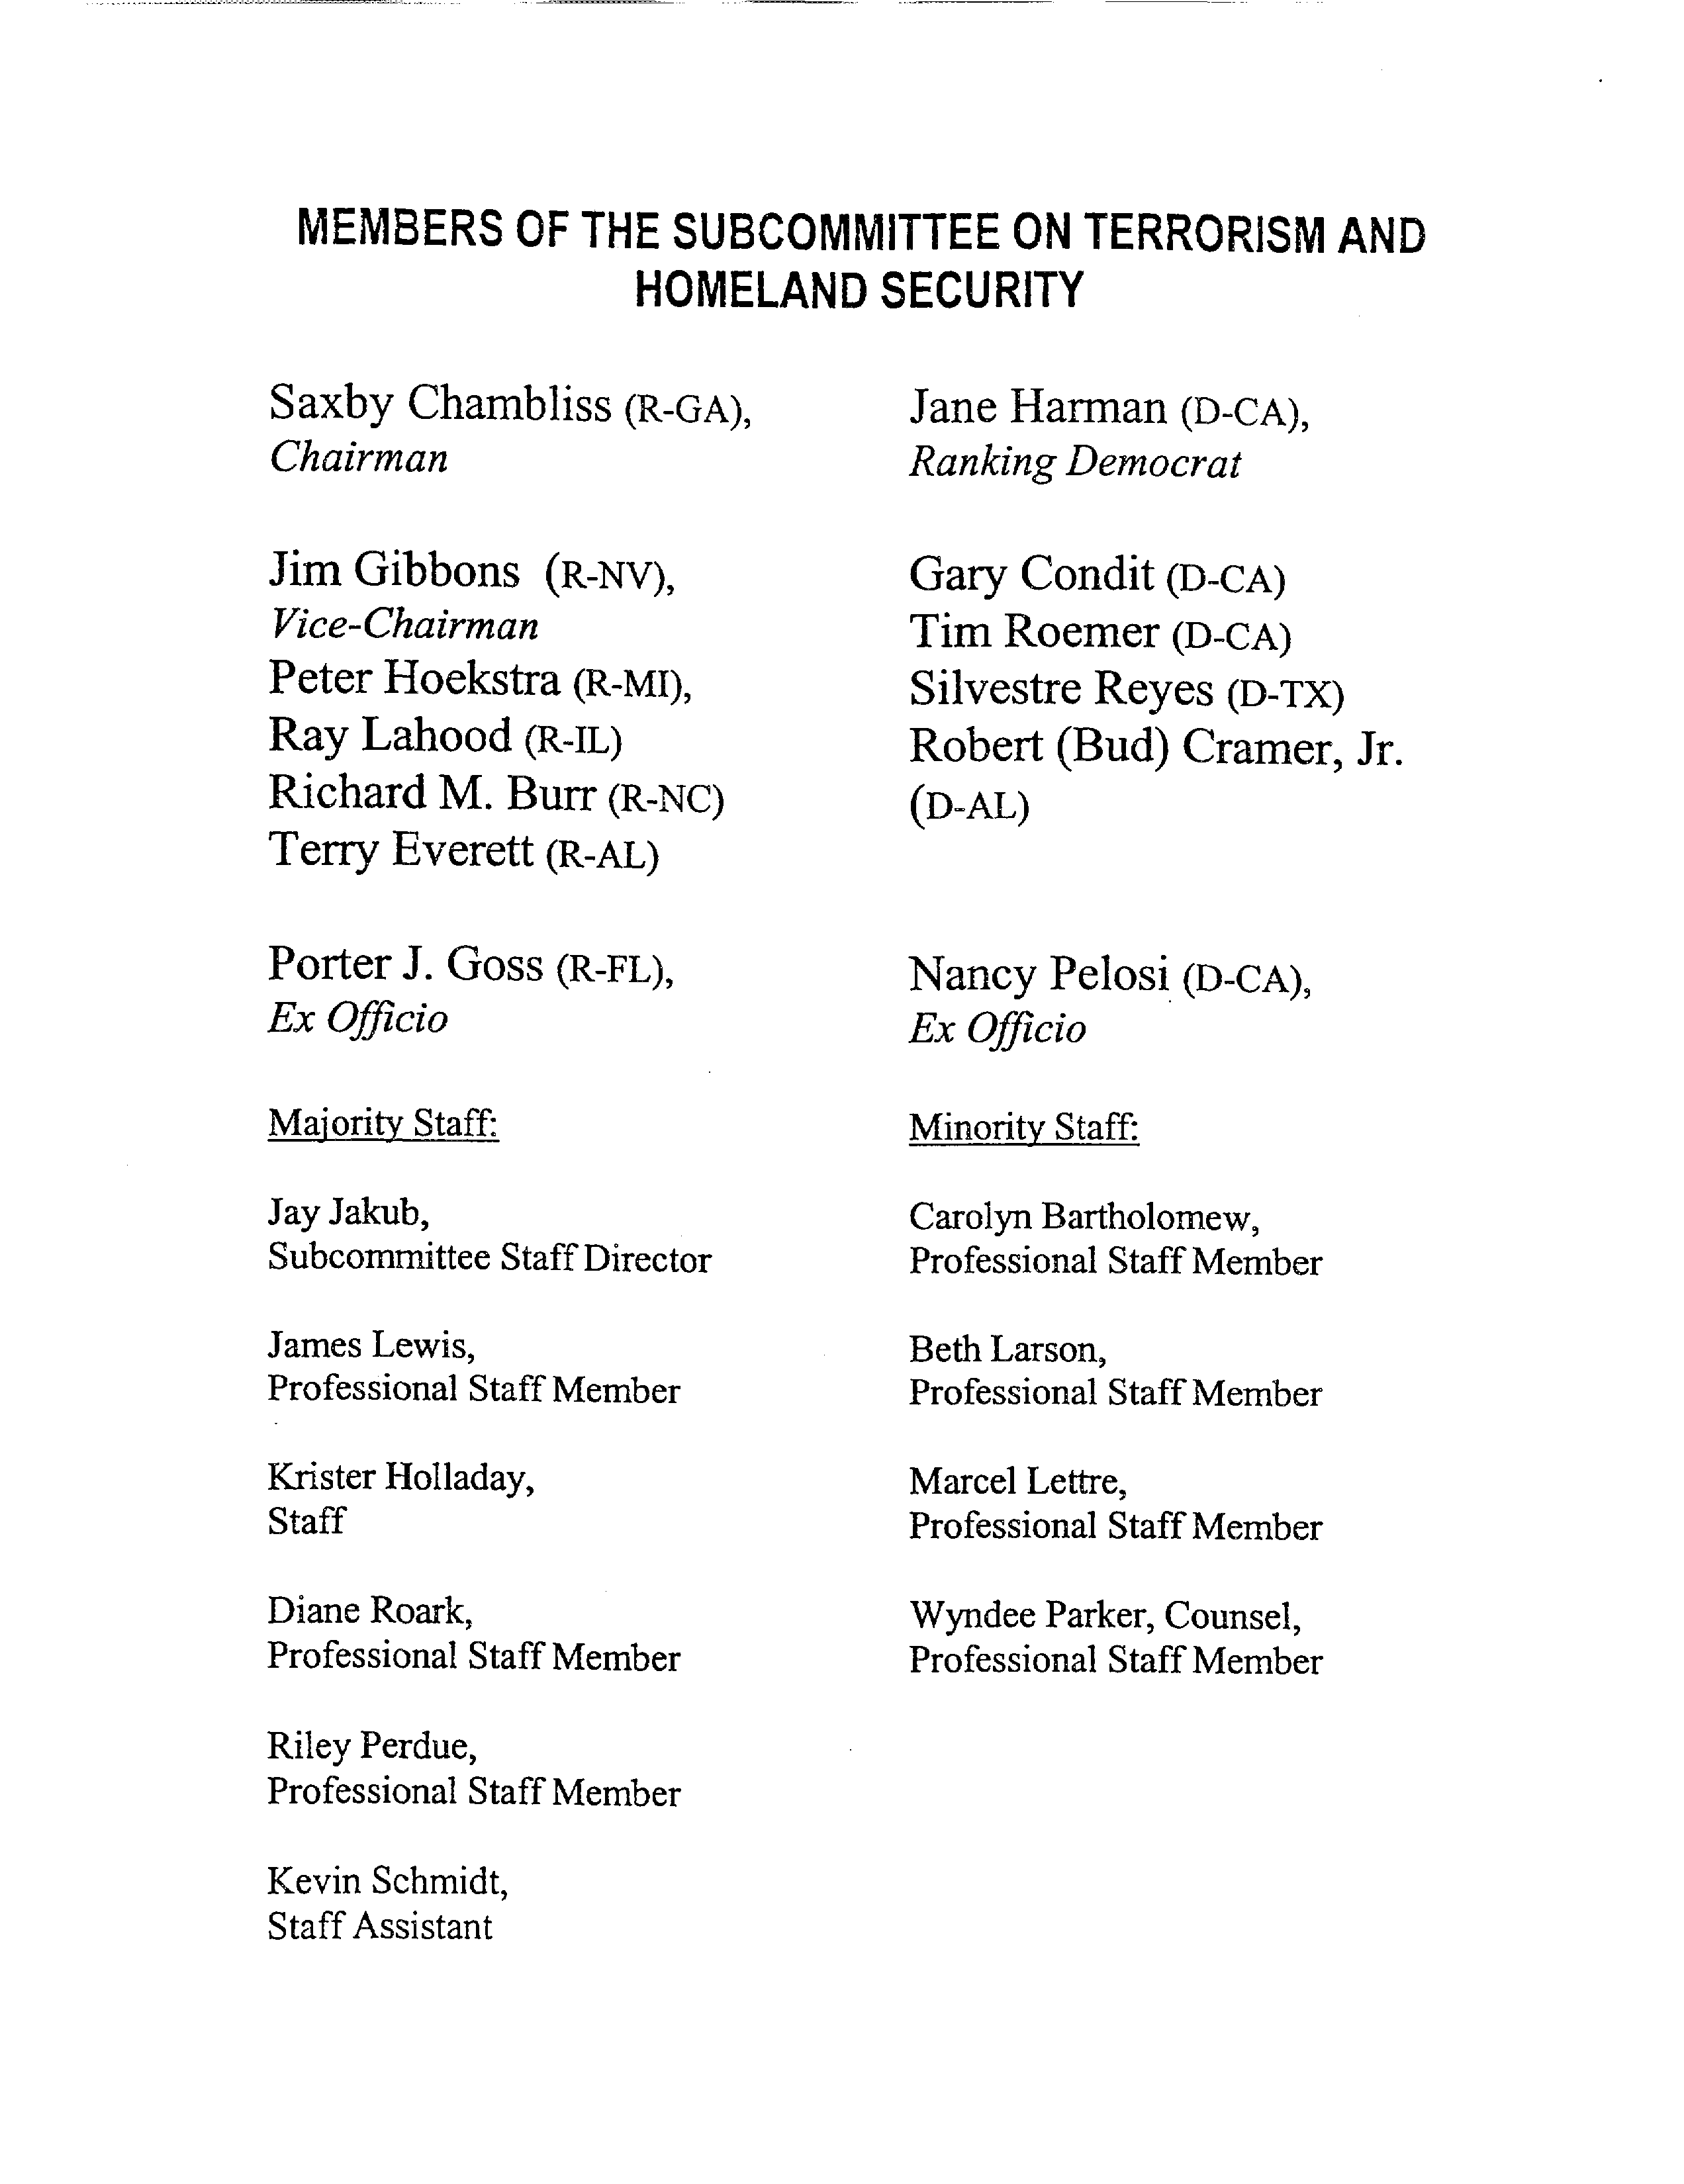 MEMBERS OF THE SUBCOMMITTEE ON TERRORISM AND
HOMELAND SECURITY
Saxby Chambliss (R-GA),
Chairman
Jim Gibbons (R-NV),
Vice-Chairman
Peter Hoekstra (R-MI),
Ray Lahood (R-IL)
Richard M. Burr (R-NC)
Terry Everett (R-AL)
Porter J. Goss (R-FL),
Ex Officio
Majority Staff:
Jay Jakub,
Subcommittee Staff Director
James Lewis,
Professional Staff Member
Krister Holladay,
Staff
Diane Roark,
Professional Staff Member
Riley Perdue,
Professional Staff Member
Kevin Schmidt,
Staff Assistant
Jane Harman (D-CA),
Ranking Democrat
Gary Condit (D-CA)
Tim Roemer (D-CA)
Silvestre Reyes (D-TX)
Robert (Bud) Cramer, Jr.
(D-AL)
Nancy Pelosi (D-CA),
Ex Officio
Minority Staff:
Carolyn Bartholomew,
Professional Staff Member
Beth Larson,
Professional Staff Member
Marcel Lettre,
Professional Staff Member
Wyndee Parker, Counsel,
Professional Staff Member